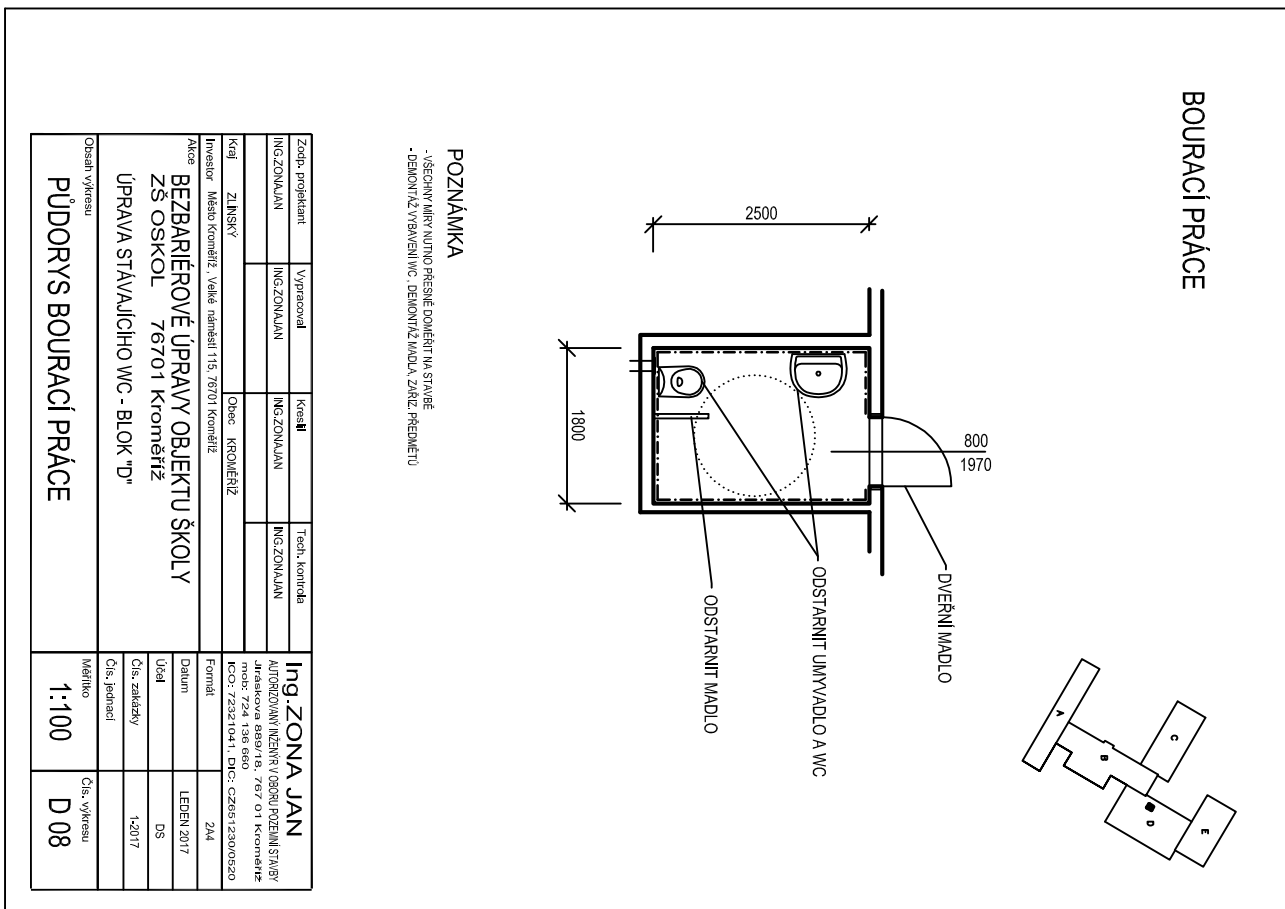 BOURACÍ PRÁCE
A
B
C
D
E
2500
1800
800
1970
DVEŘNÍ MADLO
ODSTARNIT UMYVADLO A WC
ODSTARNIT MADLO
POZNÁMKA
- VŠECHNY MÍRY NUTNO PŘESNĚ DOMĚŘIT NA STAVBĚ
- DEMONTÁŽ VYBAVENÍ WC , DEMONTÁŽ MADLA, ZAŘIZ. PŘEDMĚTŮ
Zodp. projektant Vypracoval Kreslil Tech. kontrola
ING.ZONAJAN ING.ZONAJAN ING.ZONAJAN ING.ZONAJAN
Kraj ZLÍNSKÝ Obec KROMĚŘÍŽ
Investor Město Kroměříž , Velké náměstí 115, 76701 Kroměříž
Akce BEZBARIÉROVÉ ÚPRAVY OBJEKTU ŠKOLY
ZŠ OSKOL 76701 Kroměříž
ÚPRAVA STÁVAJÍCÍHO WC - BLOK "D"
Obsah výkresu
PŮDORYS BOURACÍ PRÁCE
Ing.ZONA JAN
AUTORIZOVANÝ INŽENÝR V OBORU POZEMNÍ STAVBY
Jiráskova 889/18, 767 01 Kroměříž
mob: 724 136 660
IČO: 72321041, DIČ: CZ651230/0520
Formát 2A4
Datum LEDEN 2017
Účel DS
Čís. zakázky 1-2017
Čís. jednací
Měřítko Čís. výkresu
1:100 D 08